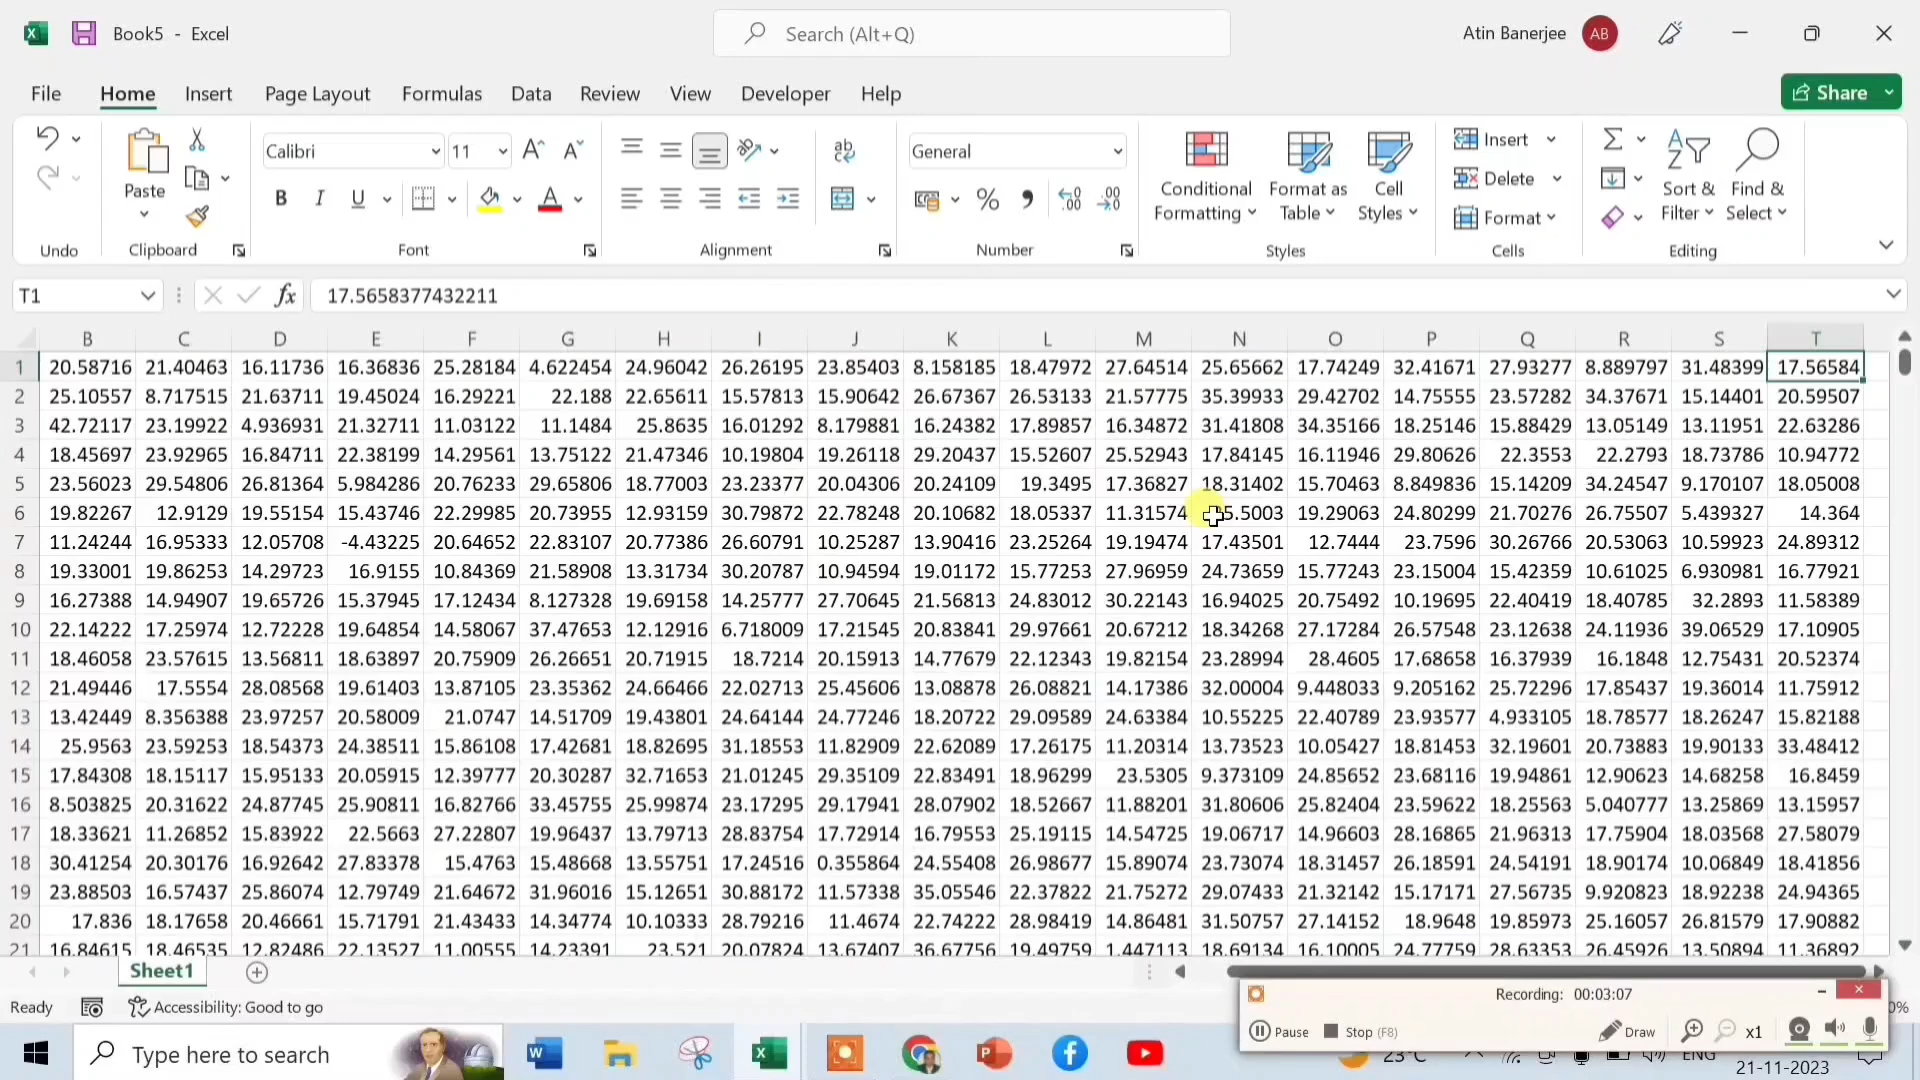 Book5 - Excel
Search (Alt+Q)
Atin Banerjee AB
File Home Insert Page Layout Formulas Data Review View Developer Help
Share
Calibri 11 General
Paste
Conditional Formatting
Format as Table
Cell Styles
Insert
Delete
Format
Sort & Filter
Find & Select
Undo Clipboard Font Alignment Number Styles Cells Editing
T1 fx 17.5658377432211
B C D E F G H I J K L M N O P Q R S T
1 20.58716 21.40463 16.11736 16.36836 25.28184 4.622454 24.96042 26.26195 23.85403 8.158185 18.47972 27.64514 25.65662 17.74249 32.41671 27.93277 8.889797 31.48399 17.56584
2 25.10557 8.717515 21.63711 19.45024 16.29221 22.188 22.65611 15.57813 15.90642 26.67367 26.53133 21.57775 35.39933 29.42702 14.75555 23.57282 34.37671 15.14401 20.59507
3 42.72117 23.19922 4.936931 21.32711 11.03122 11.1484 25.8635 16.01292 8.179881 16.24382 17.89857 16.34872 31.41808 34.35166 18.25146 15.88429 13.05149 13.11951 22.63286
4 18.45697 23.92965 16.84711 22.38199 14.29561 13.75122 21.47346 10.19804 19.26118 29.20437 15.52607 25.52943 17.84145 16.11946 29.80626 22.3553 22.2793 18.73786 10.94772
5 23.56023 29.54806 26.81364 5.984286 20.76233 29.65806 18.77003 23.23377 20.04306 20.24109 19.3495 17.36827 18.31402 15.70463 8.849836 15.14209 34.24547 9.170107 18.05008
6 19.82267 12.9129 19.55154 15.43746 22.29985 20.73955 12.93159 30.79872 22.78248 20.10682 18.05337 11.31574 19.29063 24.80299 21.70276 26.75507 5.439327 14.364
7 11.24244 16.95333 12.05708 -4.43225 20.64652 22.83107 20.77386 26.60791 10.25287 13.90416 23.25264 19.19474 17.43501 12.7444 23.7596 30.26766 20.53063 10.59923 24.89312
8 19.33001 19.86253 14.29723 16.9155 10.84369 21.58908 13.31734 30.20787 10.94594 19.01172 15.77253 27.96959 24.73659 15.77243 23.15004 15.42359 10.61025 6.930981 16.77921
9 16.27388 14.94907 19.65726 15.37945 17.12434 8.127328 19.69158 14.25777 27.70645 21.56813 24.83012 30.22143 16.94025 20.75492 10.19695 22.40419 18.40785 32.2893 11.58389
10 22.14222 17.25974 12.72228 19.64854 14.58067 37.47653 12.12916 6.718009 17.21545 20.83841 29.97661 20.67212 18.34268 27.17284 26.57548 23.12638 24.11936 39.06529 17.10905
11 18.46058 23.57615 13.56811 18.63897 20.75909 26.26651 20.71915 18.7214 20.15913 14.77679 22.12343 19.82154 23.28994 28.4605 17.68658 16.37939 16.1848 12.75431 20.52374
12 21.49446 17.5554 28.08568 19.61403 13.87105 23.35362 24.66466 22.02713 25.45606 13.08878 26.08821 14.17386 32.00004 9.448033 9.205162 25.72296 17.85437 19.36014 11.75912
13 13.42449 8.356388 23.97257 20.58009 21.0747 14.51709 19.43801 24.64144 24.77246 18.20722 29.09589 24.63384 10.55225 22.40789 23.93577 4.933105 18.78577 18.26247 15.82188
14 25.9563 23.59253 18.54373 24.38511 15.86108 17.42681 18.82695 31.18553 11.82909 22.62089 17.26175 11.20314 13.73523 10.05427 18.81453 32.19601 20.73883 19.90133 33.48412
15 17.84308 18.15117 15.95133 20.05915 12.39777 20.30287 32.71653 21.01245 29.35109 22.83491 18.96299 23.5305 9.373109 24.85652 23.68116 19.94861 12.90623 14.68258 16.8459
16 8.503825 20.31622 24.87745 25.90811 16.82766 33.45755 25.99874 23.17295 29.17941 28.07902 18.52667 11.88201 31.80606 25.82404 23.59622 18.25563 5.040777 13.25869 13.15957
17 18.33621 11.26852 15.83922 22.5663 27.22807 19.96437 13.79713 28.83754 17.72914 16.79553 25.19115 14.54725 19.06717 14.96603 28.16865 21.96313 17.75904 18.03568 27.58079
18 30.41254 20.30176 16.92642 27.83378 15.4763 15.48668 13.55751 17.24516 0.355864 24.55408 26.98677 15.89074 23.73074 18.31457 26.18591 24.54191 18.90174 10.06849 18.41856
19 23.88503 16.57437 25.86074 12.79749 21.64672 31.96016 15.12651 30.88172 11.57338 35.05546 22.37822 21.75272 29.07433 21.32142 15.17171 27.56735 9.920823 18.92238 24.94365
20 17.836 18.17658 20.46661 15.71791 21.43433 14.34774 10.10333 28.79216 11.4674 22.74222 28.98419 14.86481 31.50757 27.14152 18.9648 19.85973 25.16057 26.81579 17.90882
21 16.84615 18.46535 12.82486 22.13527 11.00555 14.23391 23.521 20.07824 13.67407 36.67756 19.49759 1.447113 18.69134 16.10005 24.77759 28.63353 26.45926 13.50894 11.36892
Sheet1
Recording: 00:03:07
Ready Accessibility: Good to go
Pause Stop (F8) Draw x1
Type here to search
23°C ENG
21-11-2023